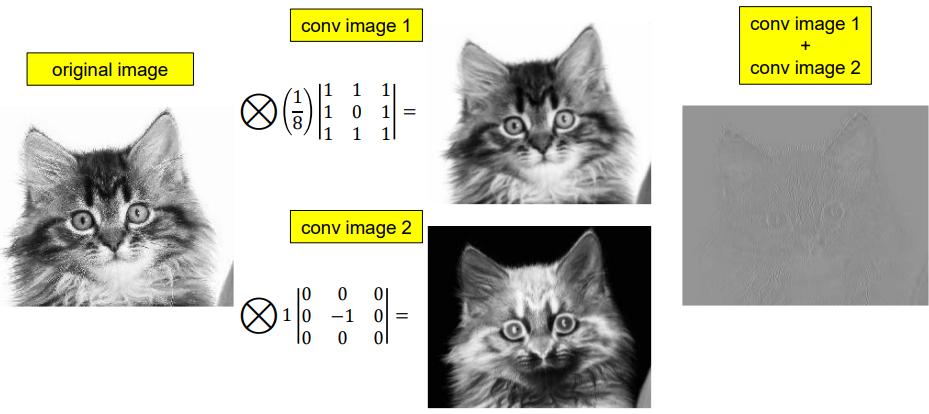 original image
conv image 1
⊗ (1/8) |1 1 1|
|1 0 1| =
|1 1 1|
conv image 2
⊗ 1 |0 0 0|
|0 −1 0| =
|0 0 0|
conv image 1
+
conv image 2